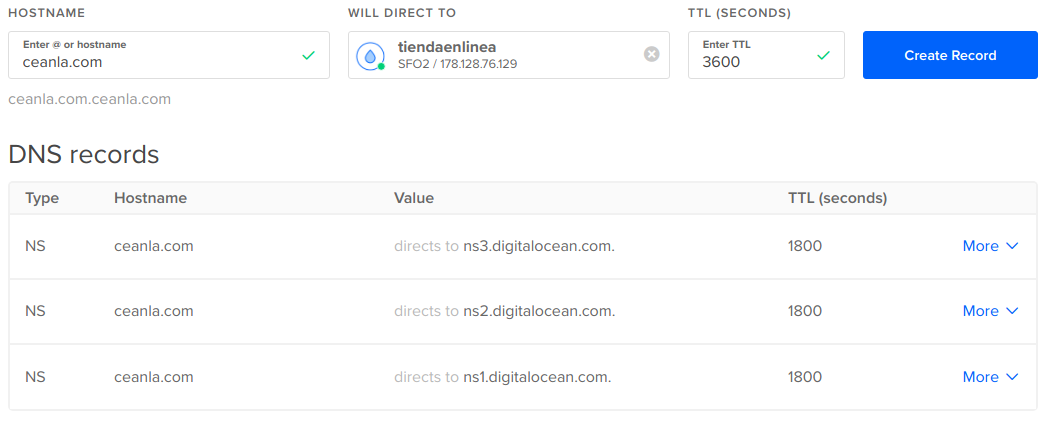 HOSTNAME WILL DIRECT TO TTL (SECONDS)
Enter @ or hostname tiendaenlinea Enter TTL
ceanla.com SFO2 / 178.128.76.129 3600 Create Record
ceanla.com.ceanla.com
DNS records
Type Hostname Value TTL (seconds)
NS ceanla.com directs to ns3.digitalocean.com. 1800 More
NS ceanla.com directs to ns2.digitalocean.com. 1800 More
NS ceanla.com directs to ns1.digitalocean.com. 1800 More